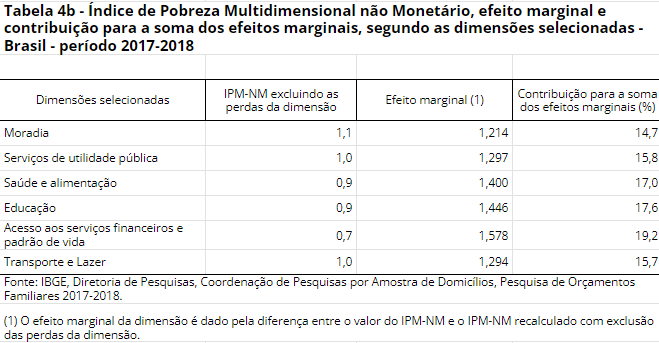 Tabela 4b - Índice de Pobreza Multidimensional não Monetário, efeito marginal e
contribuição para a soma dos efeitos marginais, segundo as dimensões selecionadas -
Brasil - período 2017-2018
Dimensões selecionadas IPM-NM excluindo as perdas da dimensão Efeito marginal (1) Contribuição para a soma dos efeitos marginais (%)
Moradia 1,1 1,214 14,7
Serviços de utilidade pública 1,0 1,297 15,8
Saúde e alimentação 0,9 1,400 17,0
Educação 0,9 1,446 17,6
Acesso aos serviços financeiros e
padrão de vida 0,7 1,578 19,2
Transporte e Lazer 1,0 1,294 15,7
Fonte: IBGE, Diretoria de Pesquisas, Coordenação de Pesquisas por Amostra de Domicílios, Pesquisa de Orçamentos
Familiares 2017-2018.
(1) O efeito marginal da dimensão é dado pela diferença entre o valor do IPM-NM e o IPM-NM recalculado com exclusão
das perdas da dimensão.